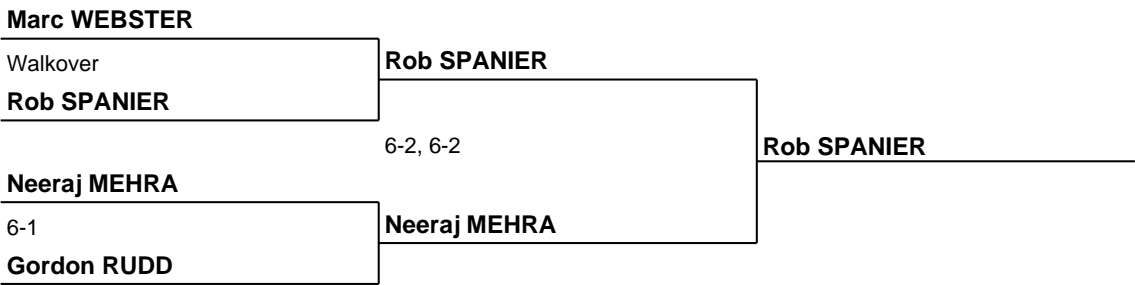 Marc WEBSTER
Walkover
Rob SPANIER
Rob SPANIER
6-2, 6-2
Rob SPANIER
Neeraj MEHRA
6-1
Neeraj MEHRA
Gordon RUDD